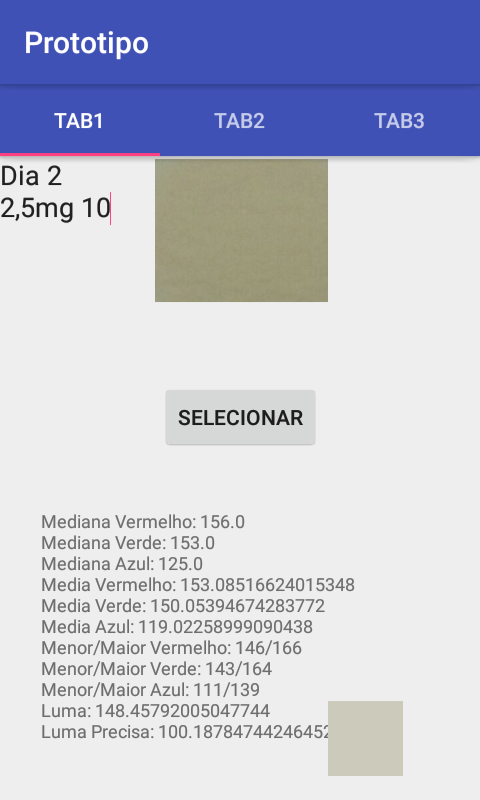 Prototipo
TAB1 TAB2 TAB3
Dia 2
2,5mg 10
SELECIONAR
Mediana Vermelho: 156.0
Mediana Verde: 153.0
Mediana Azul: 125.0
Media Vermelho: 153.08516624015348
Media Verde: 150.05394674283772
Media Azul: 119.02258999090438
Menor/Maior Vermelho: 146/166
Menor/Maior Verde: 143/164
Menor/Maior Azul: 111/139
Luma: 148.45792005047744
Luma Precisa: 100.18784744246452